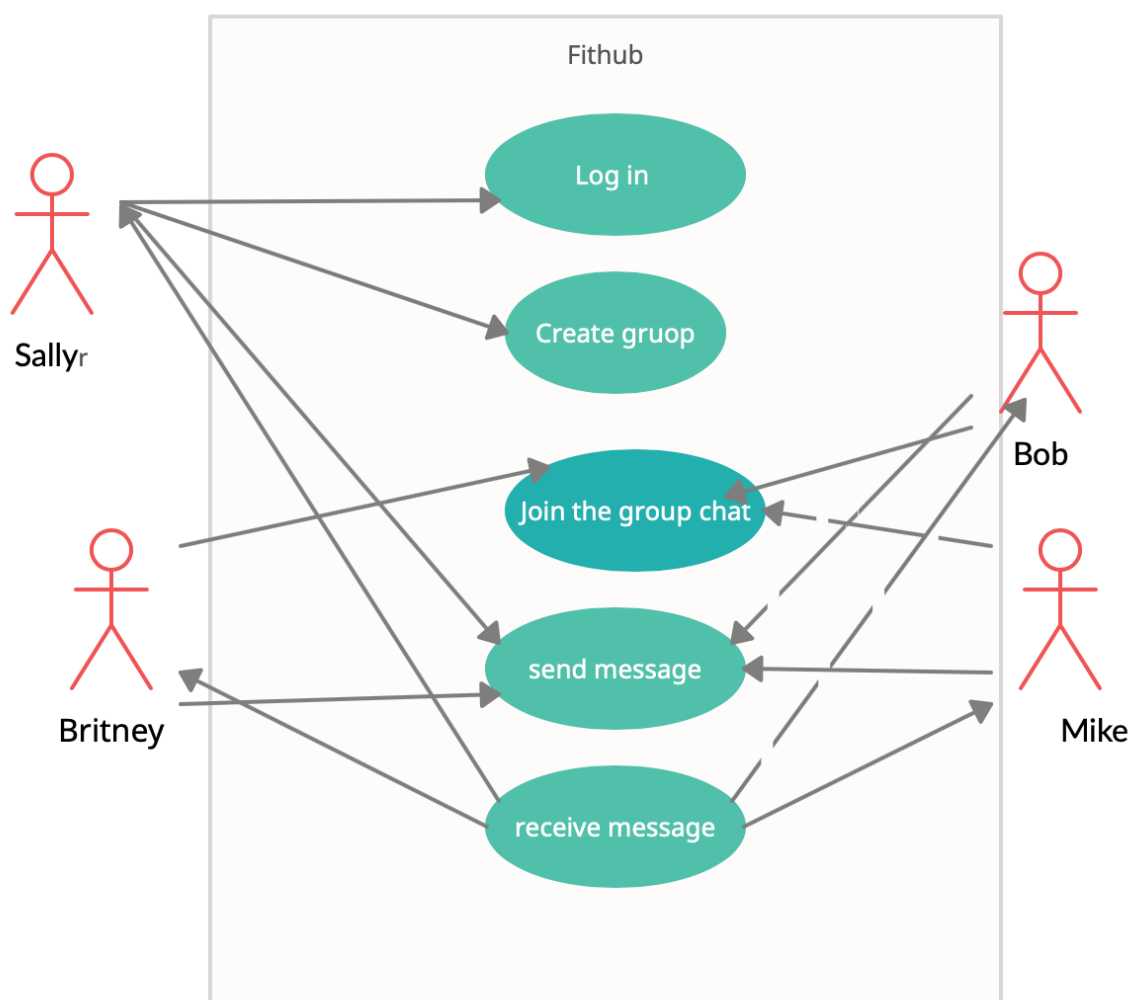 Fithub
Log in
Sallyr
Create gruop
Bob
Join the group chat
send message
Britney
Mike
receive message